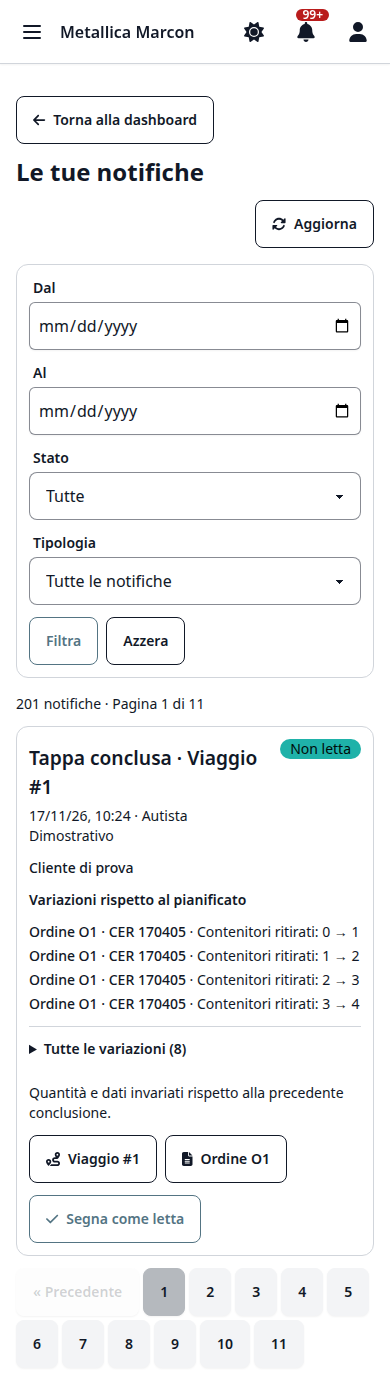 Metallica Marcon
99+
Torna alla dashboard
Le tue notifiche
Aggiorna
Dal
mm/dd/yyyy
Al
mm/dd/yyyy
Stato
Tutte
Tipologia
Tutte le notifiche
Filtra
Azzera
201 notifiche · Pagina 1 di 11
Tappa conclusa · Viaggio
#1
Non letta
17/11/26, 10:24 · Autista
Dimostrativo
Cliente di prova
Variazioni rispetto al pianificato
Ordine O1 · CER 170405 · Contenitori ritirati: 0 → 1
Ordine O1 · CER 170405 · Contenitori ritirati: 1 → 2
Ordine O1 · CER 170405 · Contenitori ritirati: 2 → 3
Ordine O1 · CER 170405 · Contenitori ritirati: 3 → 4
Tutte le variazioni (8)
Quantità e dati invariati rispetto alla precedente
conclusione.
Viaggio #1
Ordine O1
Segna come letta
« Precedente 1 2 3 4 5
6 7 8 9 10 11